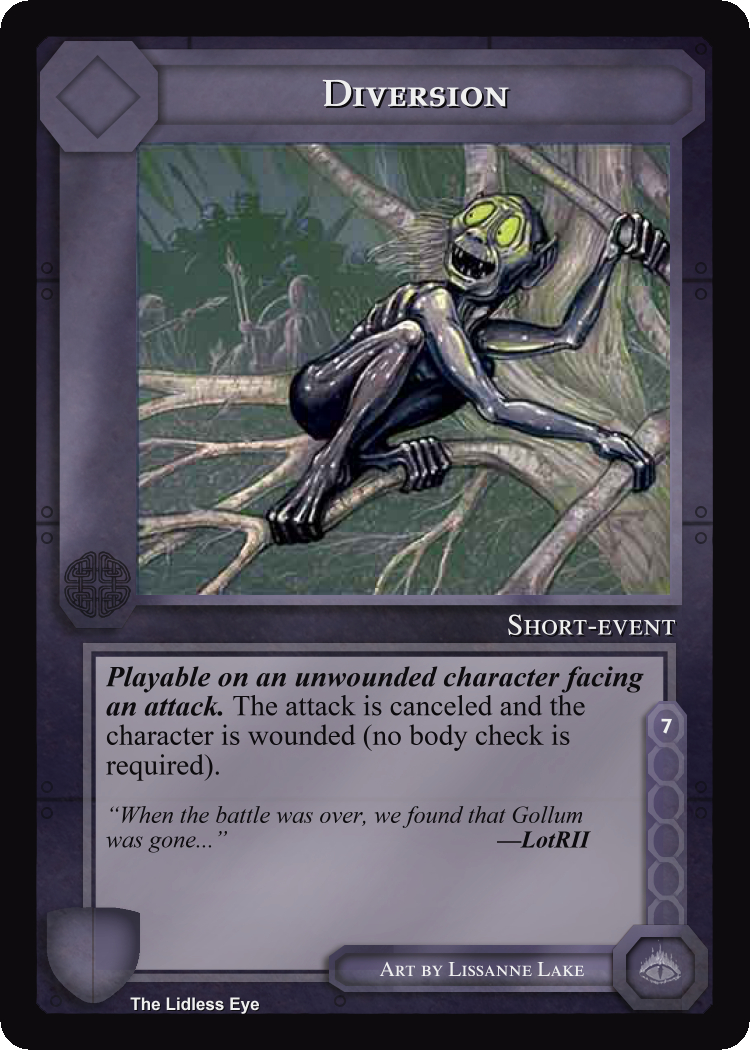 Diversion
Short-event
Playable on an unwounded character facing
an attack. The attack is canceled and the
character is wounded (no body check is
required).
“When the battle was over, we found that Gollum
was gone...” —LotRII
7
Art by Lissanne Lake
The Lidless Eye